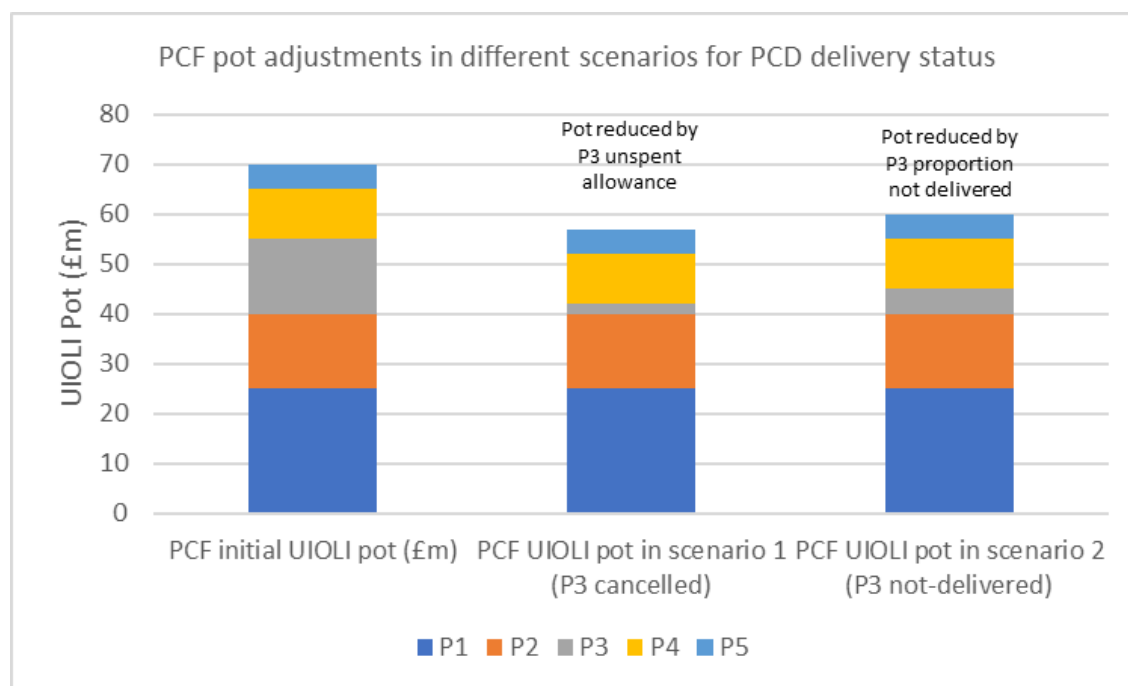 PCF pot adjustments in different scenarios for PCD delivery status
80
70
60
50
40
30
20
10
0
UIOLI Pot (£m)
Pot reduced by
P3 unspent
allowance
Pot reduced by
P3 proportion
not delivered
PCF initial UIOLI pot (£m)
PCF UIOLI pot in scenario 1
(P3 cancelled)
PCF UIOLI pot in scenario 2
(P3 not-delivered)
P1 P2 P3 P4 P5